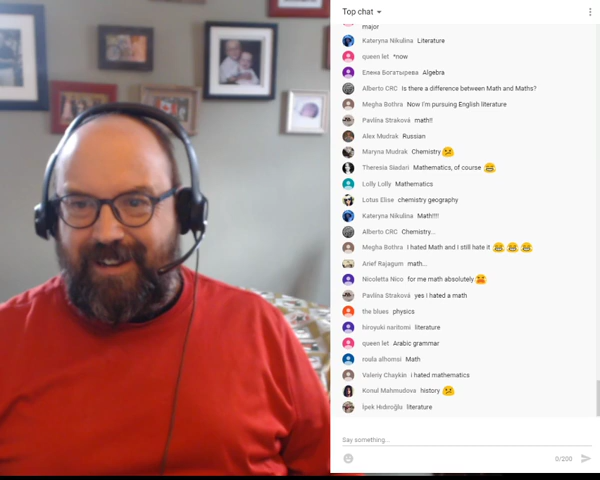 Top chat
major
Kateryna Nikulina Literature
queen let *now
Елена Богатырева Algebra
Alberto CRC Is there a difference between Math and Maths?
Megha Bothra Now I'm pursuing English literature
Pavlína Straková math!!
Alex Mudrak Russian
Maryna Mudrak Chemistry
Theresia Siadari Mathematics, of course
Lolly Lolly Mathematics
Lotus Elise chemistry geography
Kateryna Nikulina Math!!!!
Alberto CRC Chemistry...
Megha Bothra I hated Math and I still hate it
Arief Rajagum math...
Nicoletta Nico for me math absolutely
Pavlína Straková yes I hated a math
the blues physics
hiroyuki naritomi literature
queen let Arabic grammar
roula alhomsi Math
Valeriy Chaykin i hated mathematics
Konul Mahmudova history
İpek Hıdıroğlu literature
Say something...
0/200